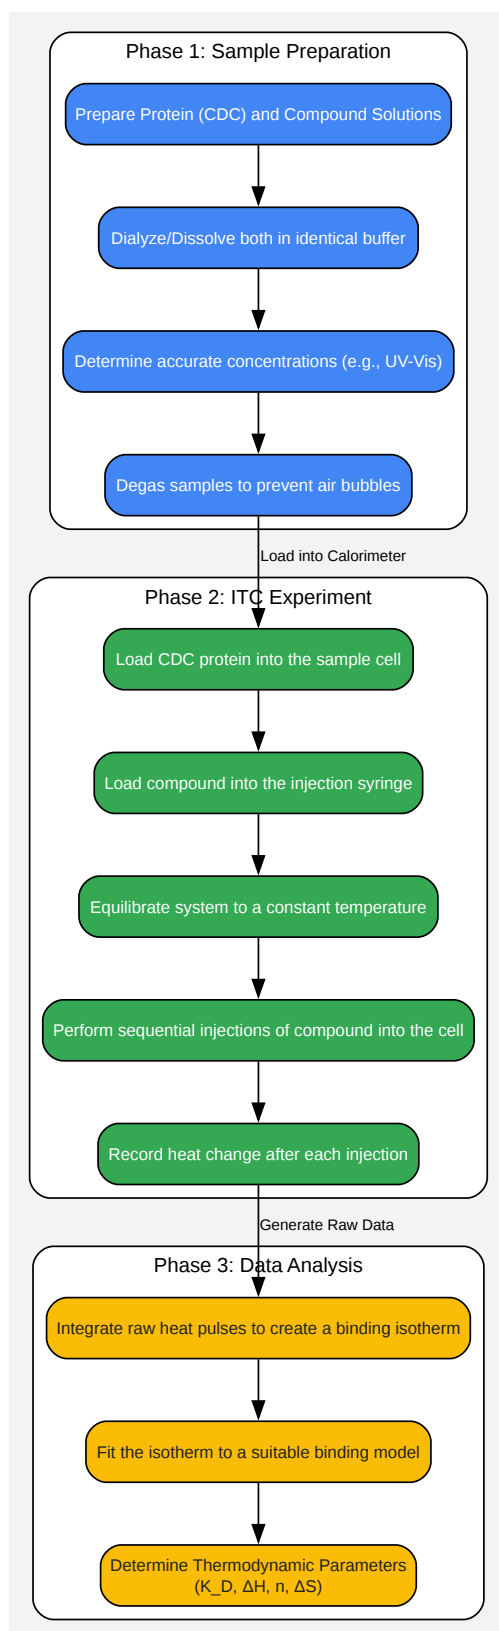 Phase 1: Sample Preparation
Prepare Protein (CDC) and Compound Solutions
Dialyze/Dissolve both in identical buffer
Determine accurate concentrations (e.g., UV-Vis)
Degas samples to prevent air bubbles
Load into Calorimeter
Phase 2: ITC Experiment
Load CDC protein into the sample cell
Load compound into the injection syringe
Equilibrate system to a constant temperature
Perform sequential injections of compound into the cell
Record heat change after each injection
Generate Raw Data
Phase 3: Data Analysis
Integrate raw heat pulses to create a binding isotherm
Fit the isotherm to a suitable binding model
Determine Thermodynamic Parameters
(K_D, ΔH, n, ΔS)